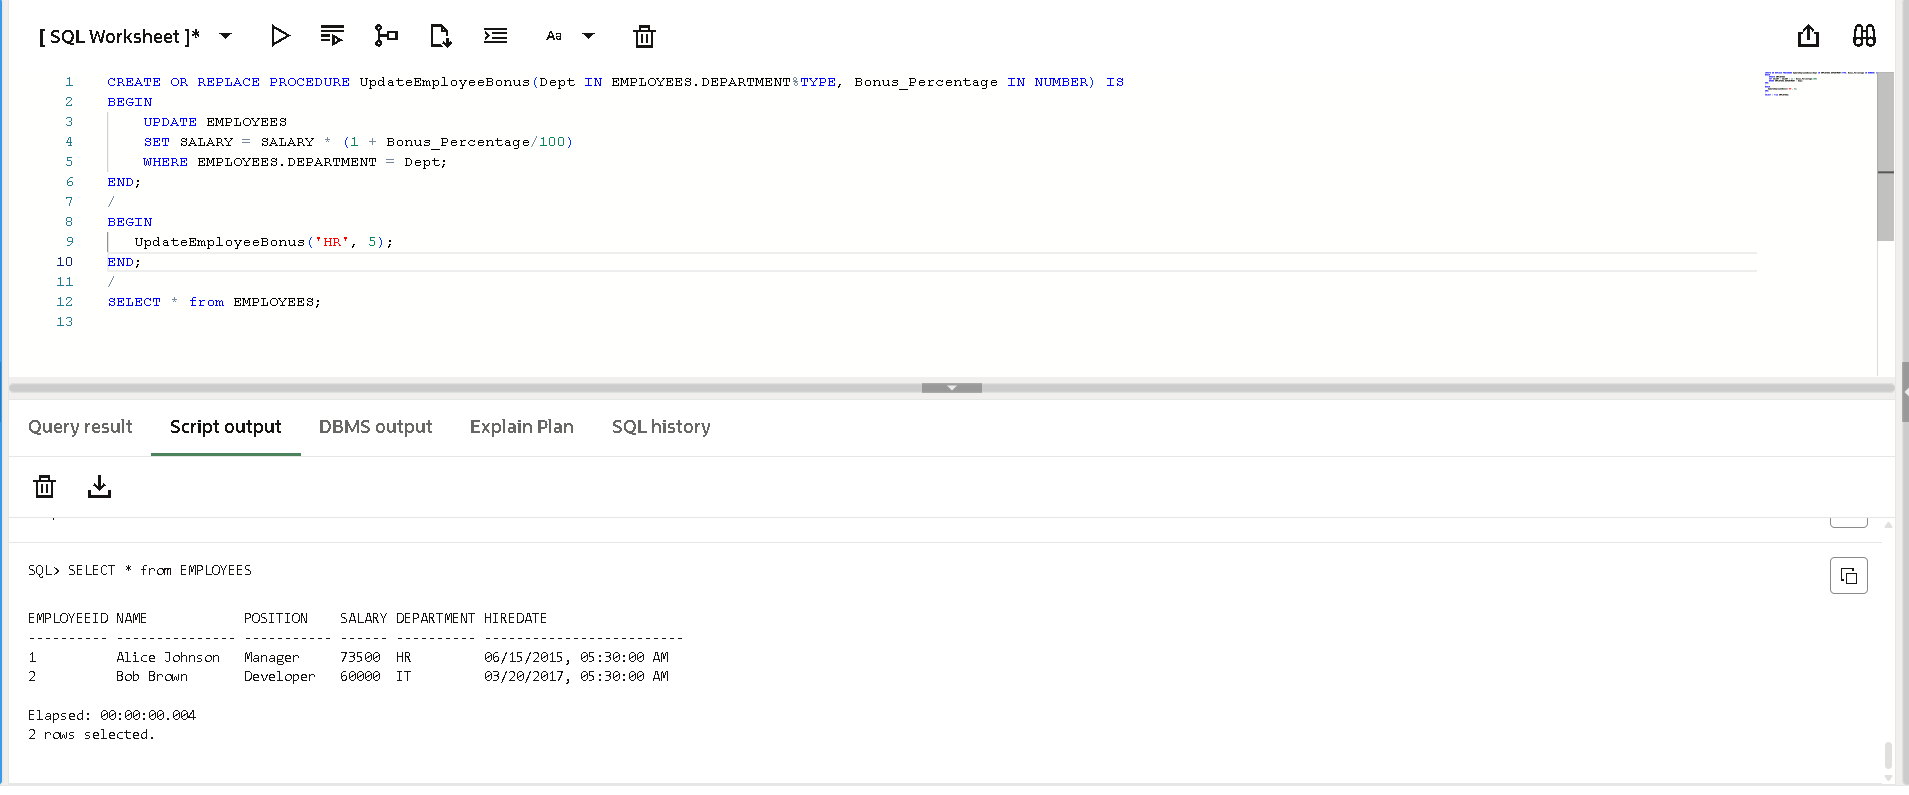 [ SQL Worksheet ]*
Aa
1 CREATE OR REPLACE PROCEDURE UpdateEmployeeBonus(Dept IN EMPLOYEES.DEPARTMENT%TYPE, Bonus_Percentage IN NUMBER) IS
2 BEGIN
3 UPDATE EMPLOYEES
4 SET SALARY = SALARY * (1 + Bonus_Percentage/100)
5 WHERE EMPLOYEES.DEPARTMENT = Dept;
6 END;
7 /
8 BEGIN
9 UpdateEmployeeBonus('HR', 5);
10 END;
11 /
12 SELECT * from EMPLOYEES;
13
Query result Script output DBMS output Explain Plan SQL history
SQL> SELECT * from EMPLOYEES
EMPLOYEEID NAME POSITION SALARY DEPARTMENT HIREDATE
---------- --------------- ----------- ------ ---------- -------------------------
1 Alice Johnson Manager 73500 HR 06/15/2015, 05:30:00 AM
2 Bob Brown Developer 60000 IT 03/20/2017, 05:30:00 AM
Elapsed: 00:00:00.004
2 rows selected.